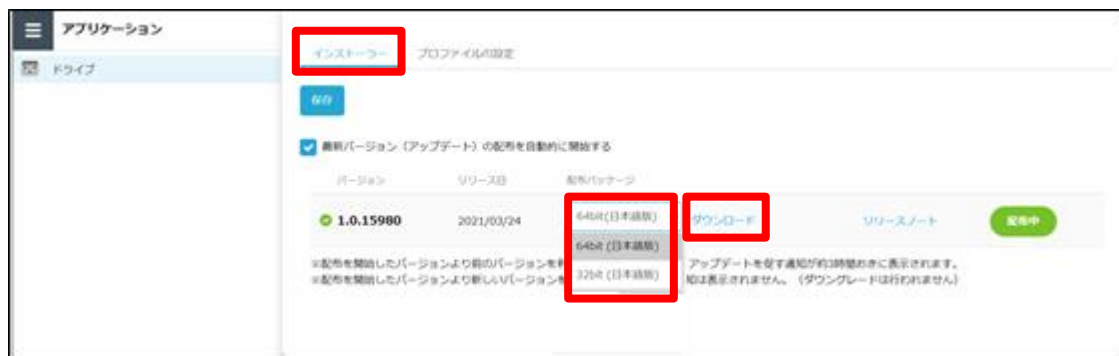 アプリケーション
ドライブ
インストーラー プロファイルの設定
保存
最新バージョン（アップデート）の配布を自動的に開始する
バージョン リリース日 配布パッケージ
1.0.15980 2021/03/24 64bit(日本語版) ダウンロード リリースノート 配布中
64bit (日本語版)
32bit (日本語版)
※配布を開始したバージョンより前のバージョンを アップデートを促す通知が約3時間おきに表示されます。
※配布を開始したバージョンより新しいバージョンを は表示されません。（ダウングレードは行われません）